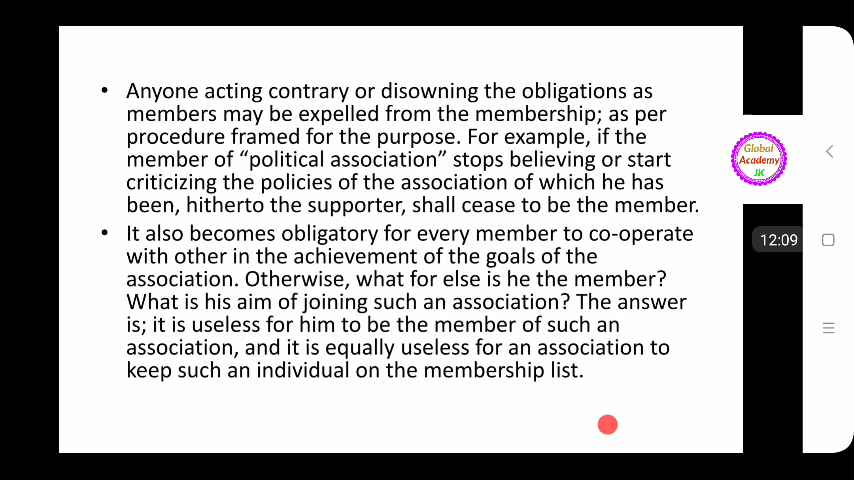 • Anyone acting contrary or disowning the obligations as
members may be expelled from the membership; as per
procedure framed for the purpose. For example, if the
member of “political association” stops believing or start
criticizing the policies of the association of which he has
been, hitherto the supporter, shall cease to be the member.
• It also becomes obligatory for every member to co-operate
with other in the achievement of the goals of the
association. Otherwise, what for else is he the member?
What is his aim of joining such an association? The answer
is; it is useless for him to be the member of such an
association, and it is equally useless for an association to
keep such an individual on the membership list.
Global
Academy
JK
12:09